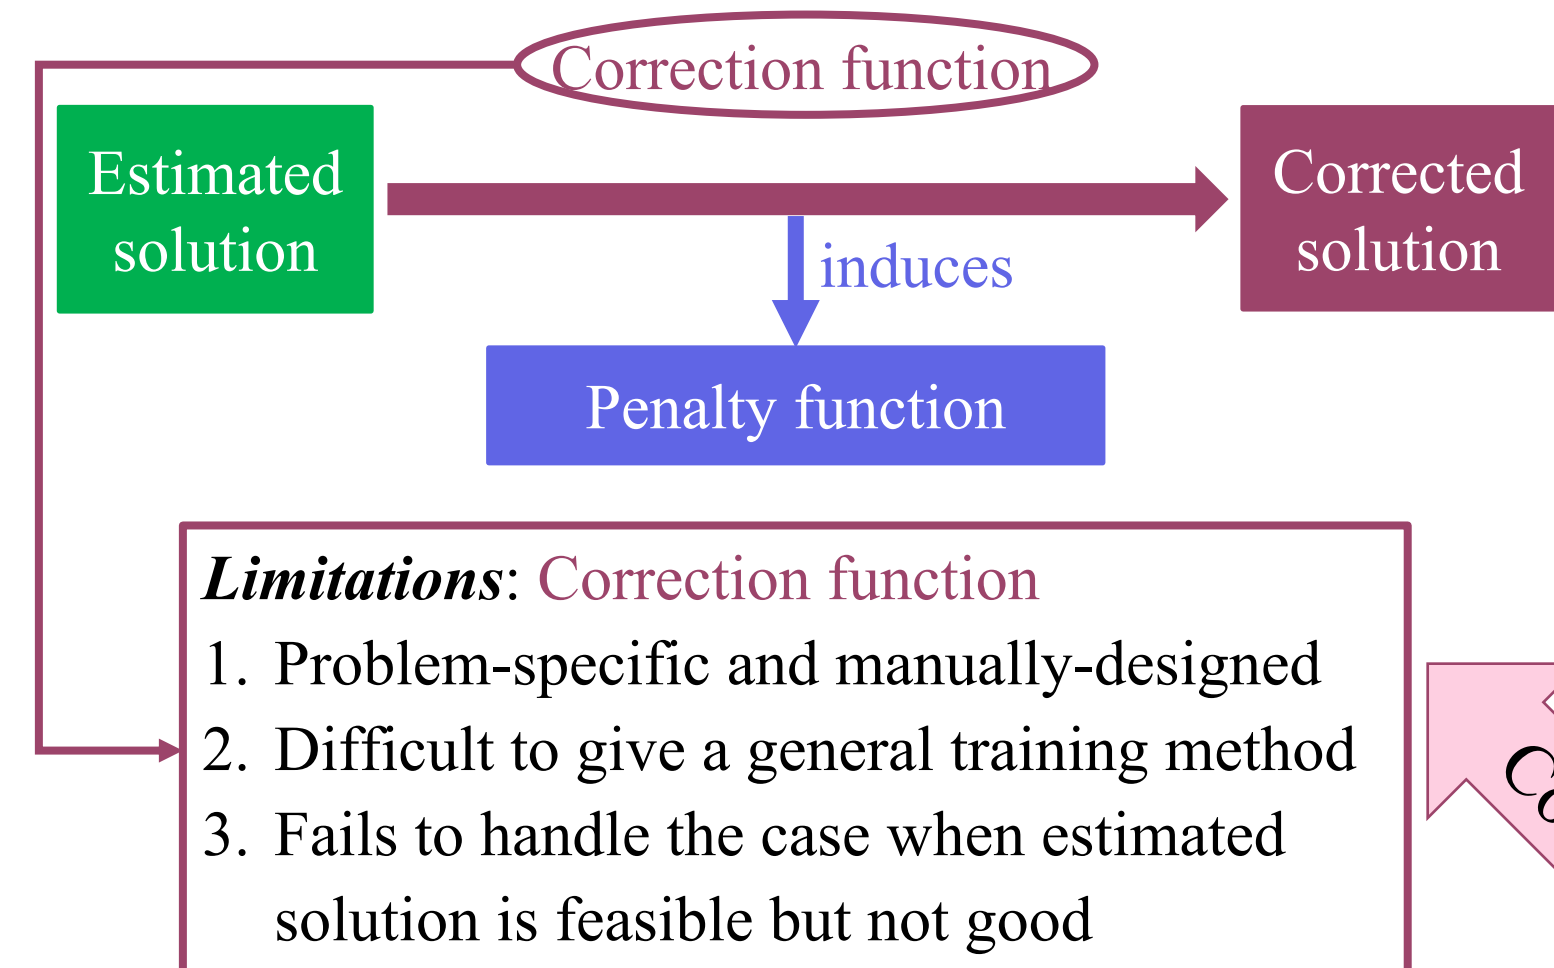 Correction function
Estimated
solution
Corrected
solution
induces
Penalty function
Limitations: Correction function
1. Problem-specific and manually-designed
2. Difficult to give a general training method
3. Fails to handle the case when estimated
solution is feasible but not good